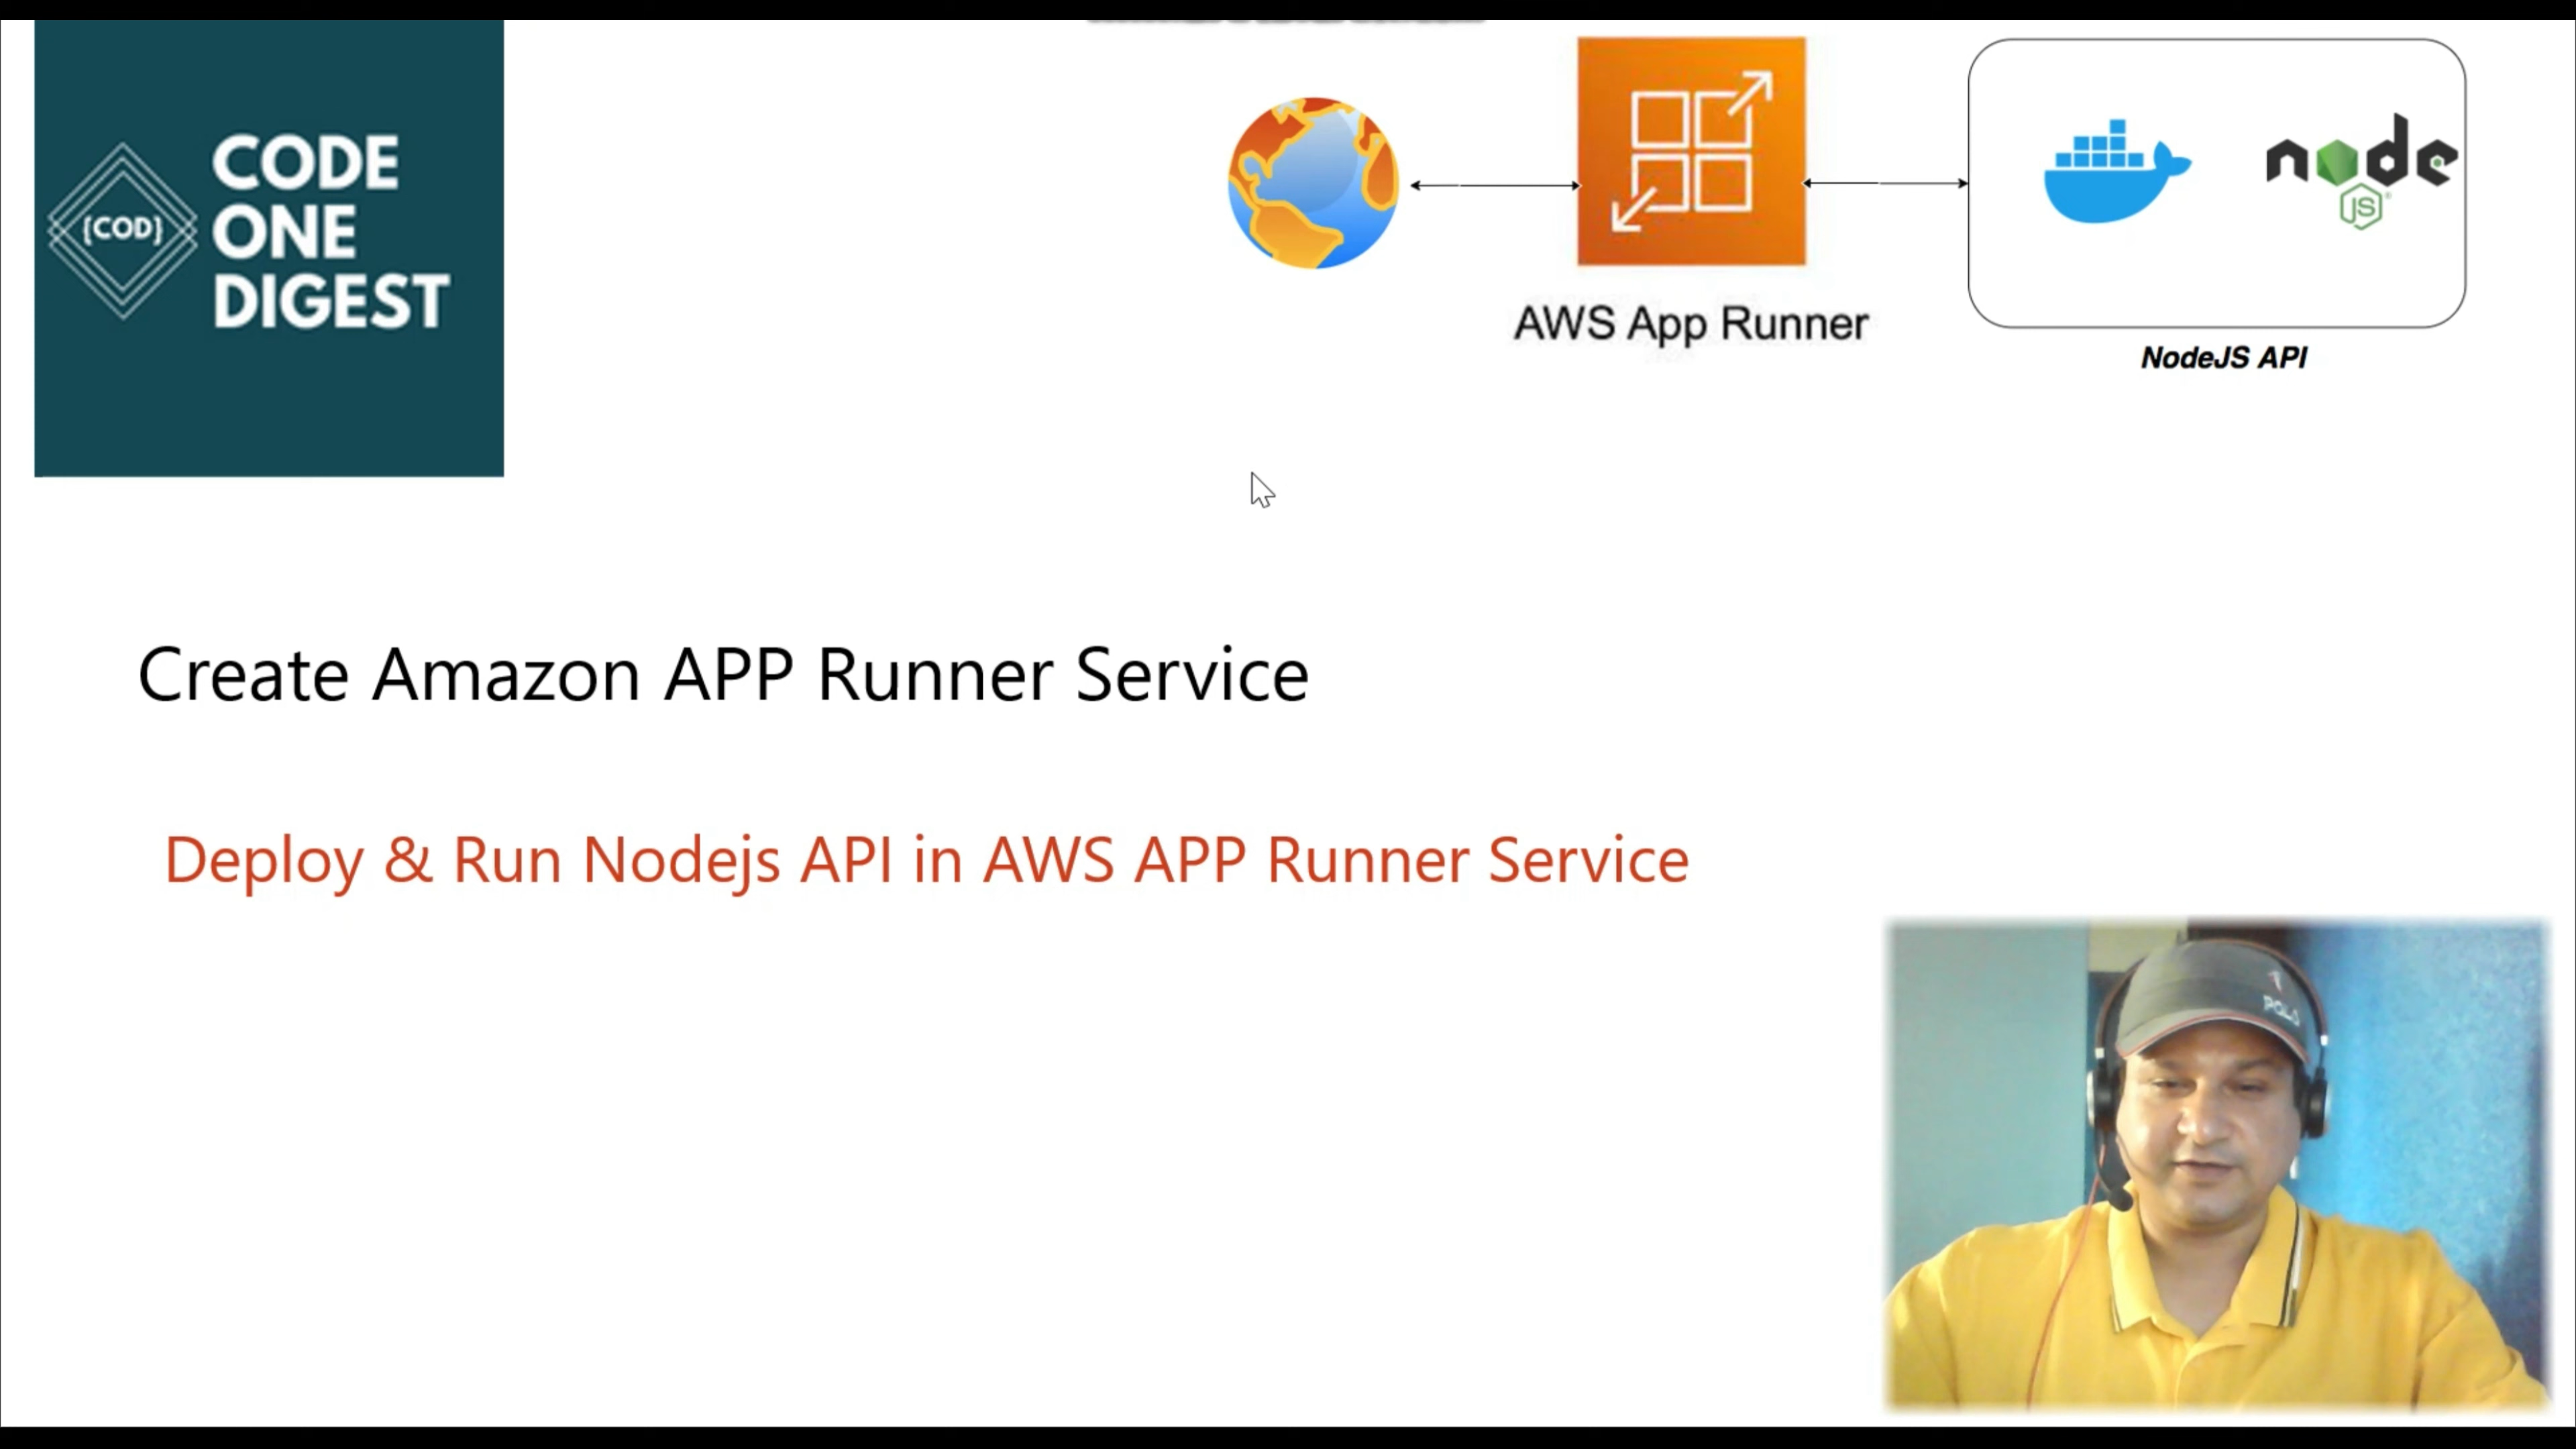 {COD}
CODE
ONE
DIGEST
node
JS
AWS App Runner
NodeJS API
Create Amazon APP Runner Service
Deploy & Run Nodejs API in AWS APP Runner Service
POLO